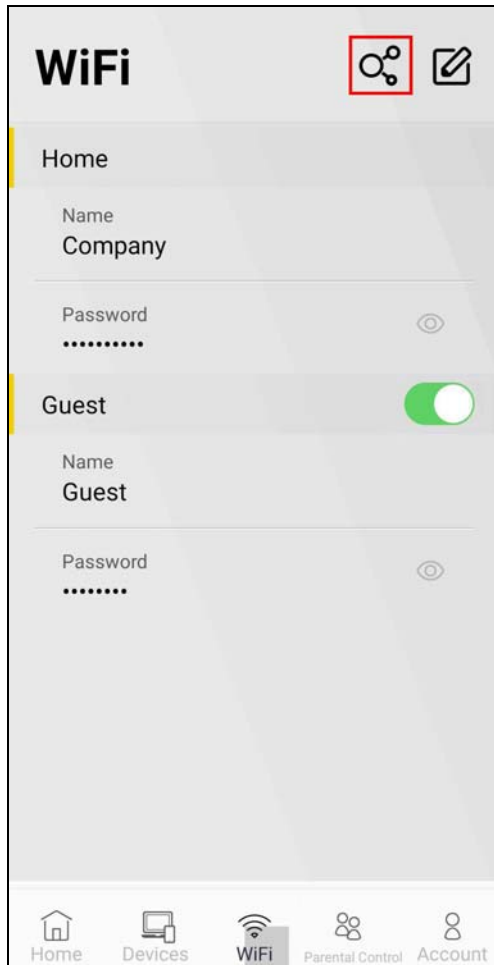 WiFi
Home
Name
Company
Password
••••••••••
Guest
Name
Guest
Password
••••••••
Home Devices WiFi Parental Control Account